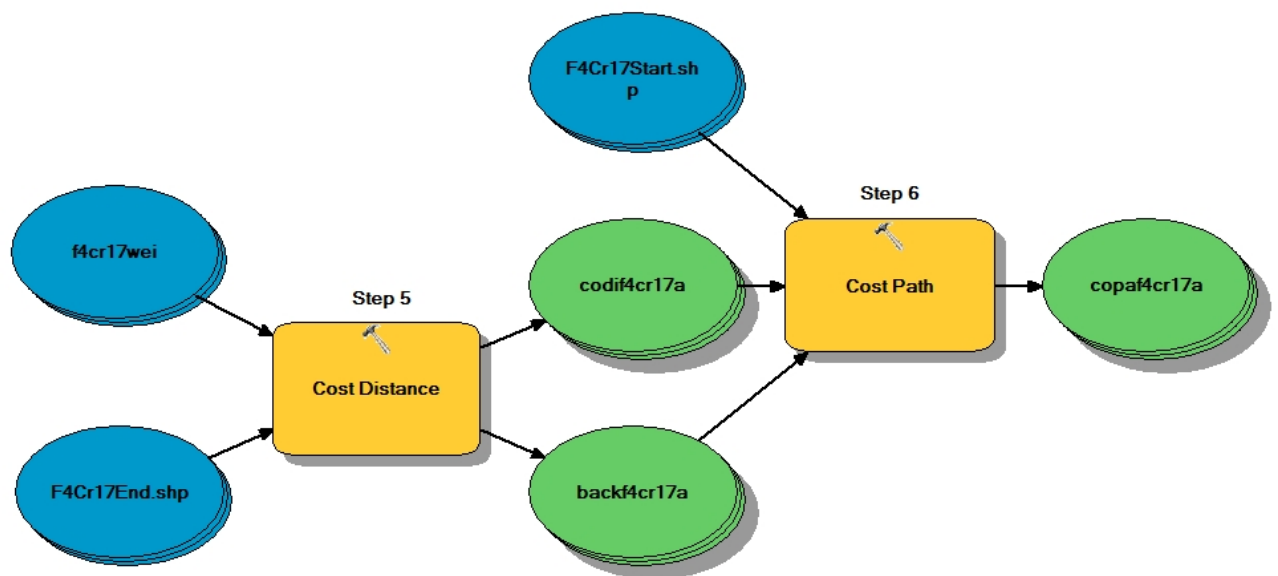 F4Cr17Start.sh
p
Step 6
f4cr17wei
codif4cr17a
Cost Path
copaf4cr17a
Step 5
Cost Distance
F4Cr17End.shp
backf4cr17a